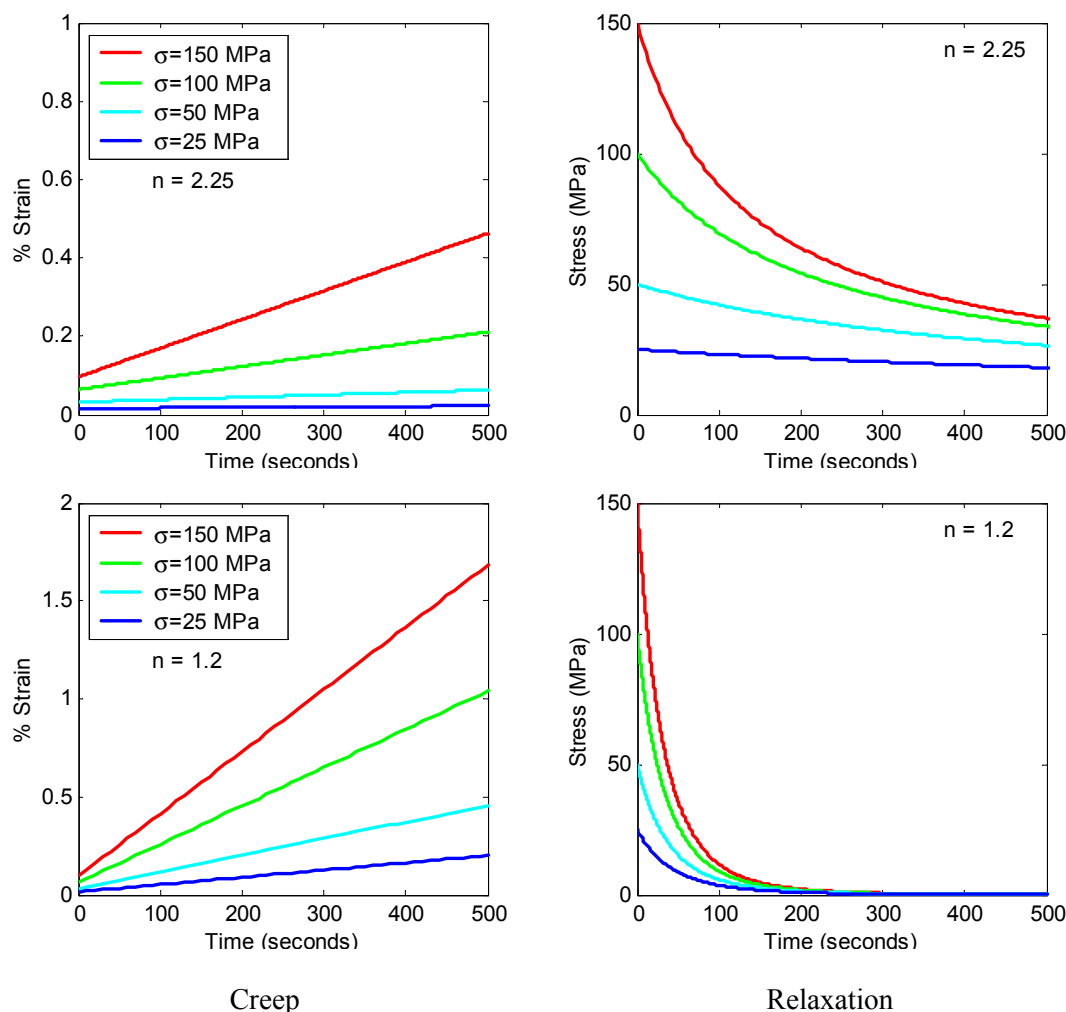 1
0.8
0.6
0.4
0.2
0
% Strain
σ=150 MPa
σ=100 MPa
σ=50 MPa
σ=25 MPa
n = 2.25
0 100 200 300 400 500
Time (seconds)
150
100
50
0
Stress (MPa)
n = 2.25
0 100 200 300 400 500
Time (seconds)
2
1.5
1
0.5
0
% Strain
σ=150 MPa
σ=100 MPa
σ=50 MPa
σ=25 MPa
n = 1.2
0 100 200 300 400 500
Time (seconds)
150
100
50
0
Stress (MPa)
n = 1.2
0 100 200 300 400 500
Time (seconds)
Creep
Relaxation